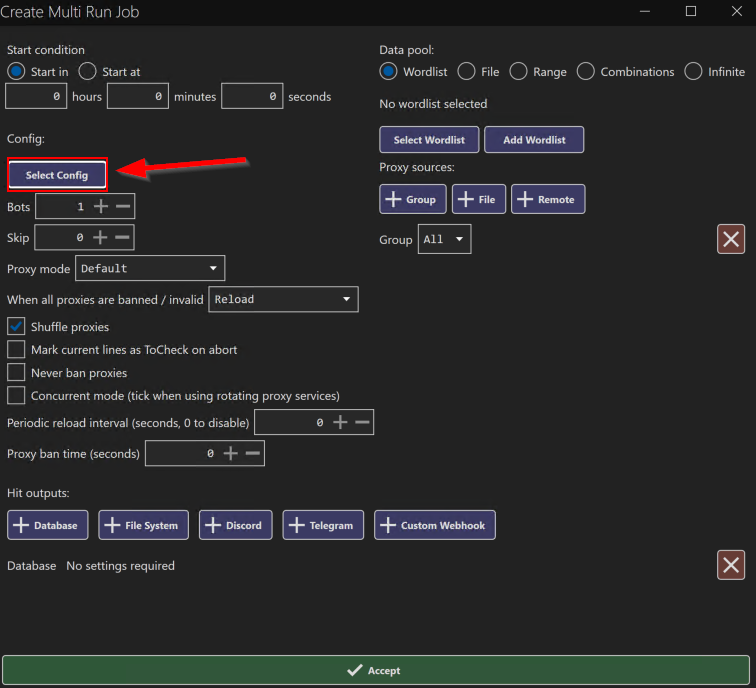 Create Multi Run Job
Start condition
Start in Start at
0 hours 0 minutes 0 seconds
Config:
Select Config
Bots 1
Skip 0
Proxy mode Default
When all proxies are banned / invalid Reload
Shuffle proxies
Mark current lines as ToCheck on abort
Never ban proxies
Concurrent mode (tick when using rotating proxy services)
Periodic reload interval (seconds, 0 to disable) 0
Proxy ban time (seconds) 0
Data pool:
Wordlist File Range Combinations Infinite
No wordlist selected
Select Wordlist Add Wordlist
Proxy sources:
Group File Remote
Group All
Hit outputs:
Database File System Discord Telegram Custom Webhook
Database No settings required
Accept